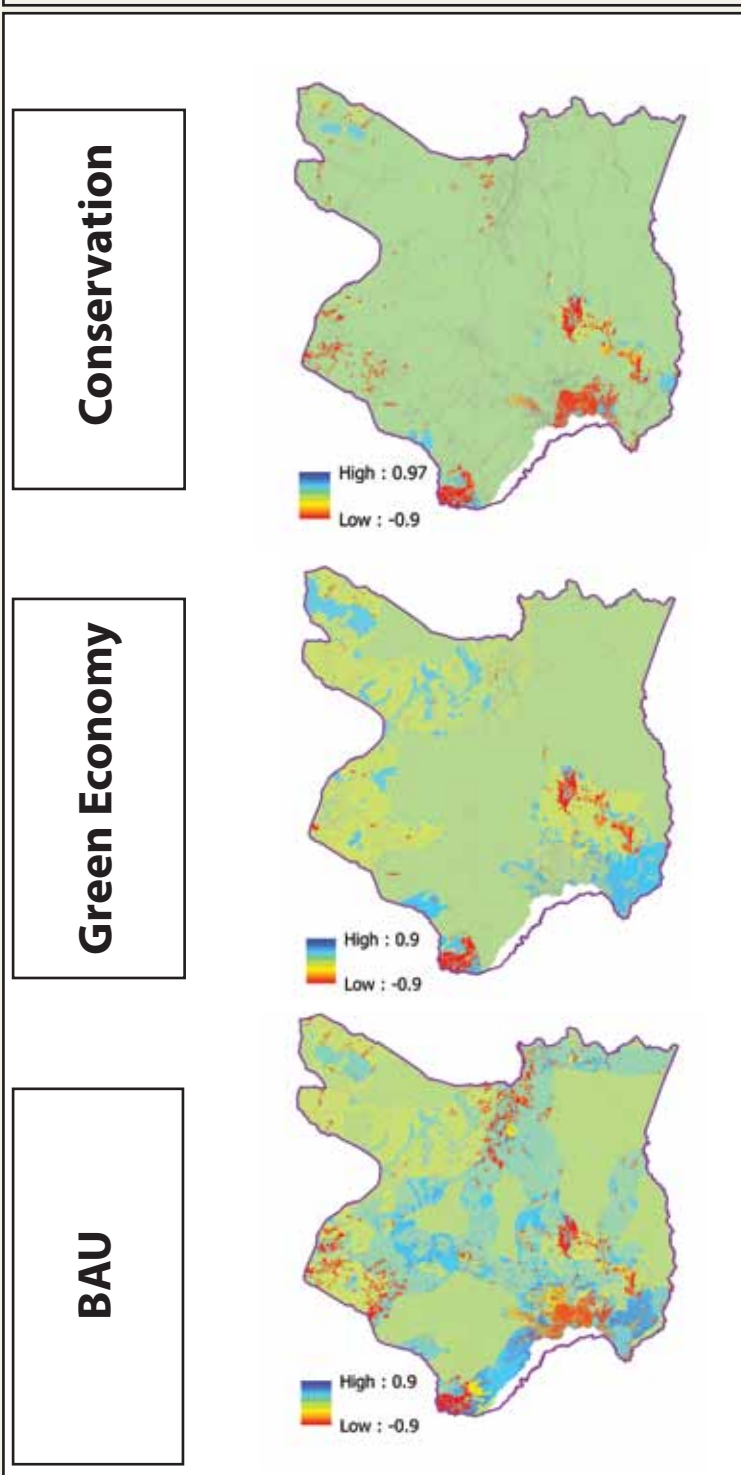 Conservation
High : 0.97
Low : -0.9
Green Economy
High : 0.9
Low : -0.9
BAU
High : 0.9
Low : -0.9